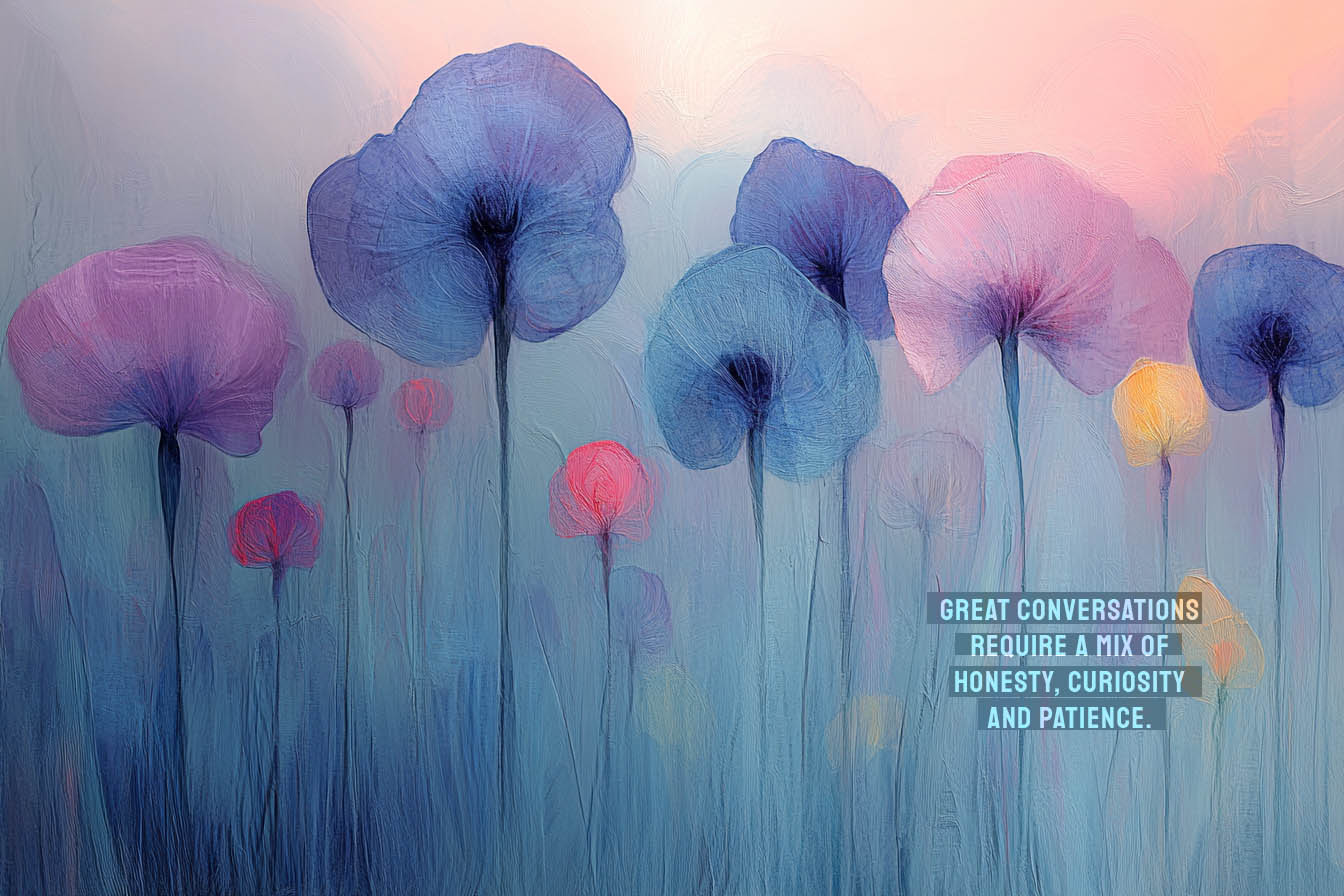 GREAT CONVERSATIONS
REQUIRE A MIX OF
HONESTY, CURIOSITY
AND PATIENCE.